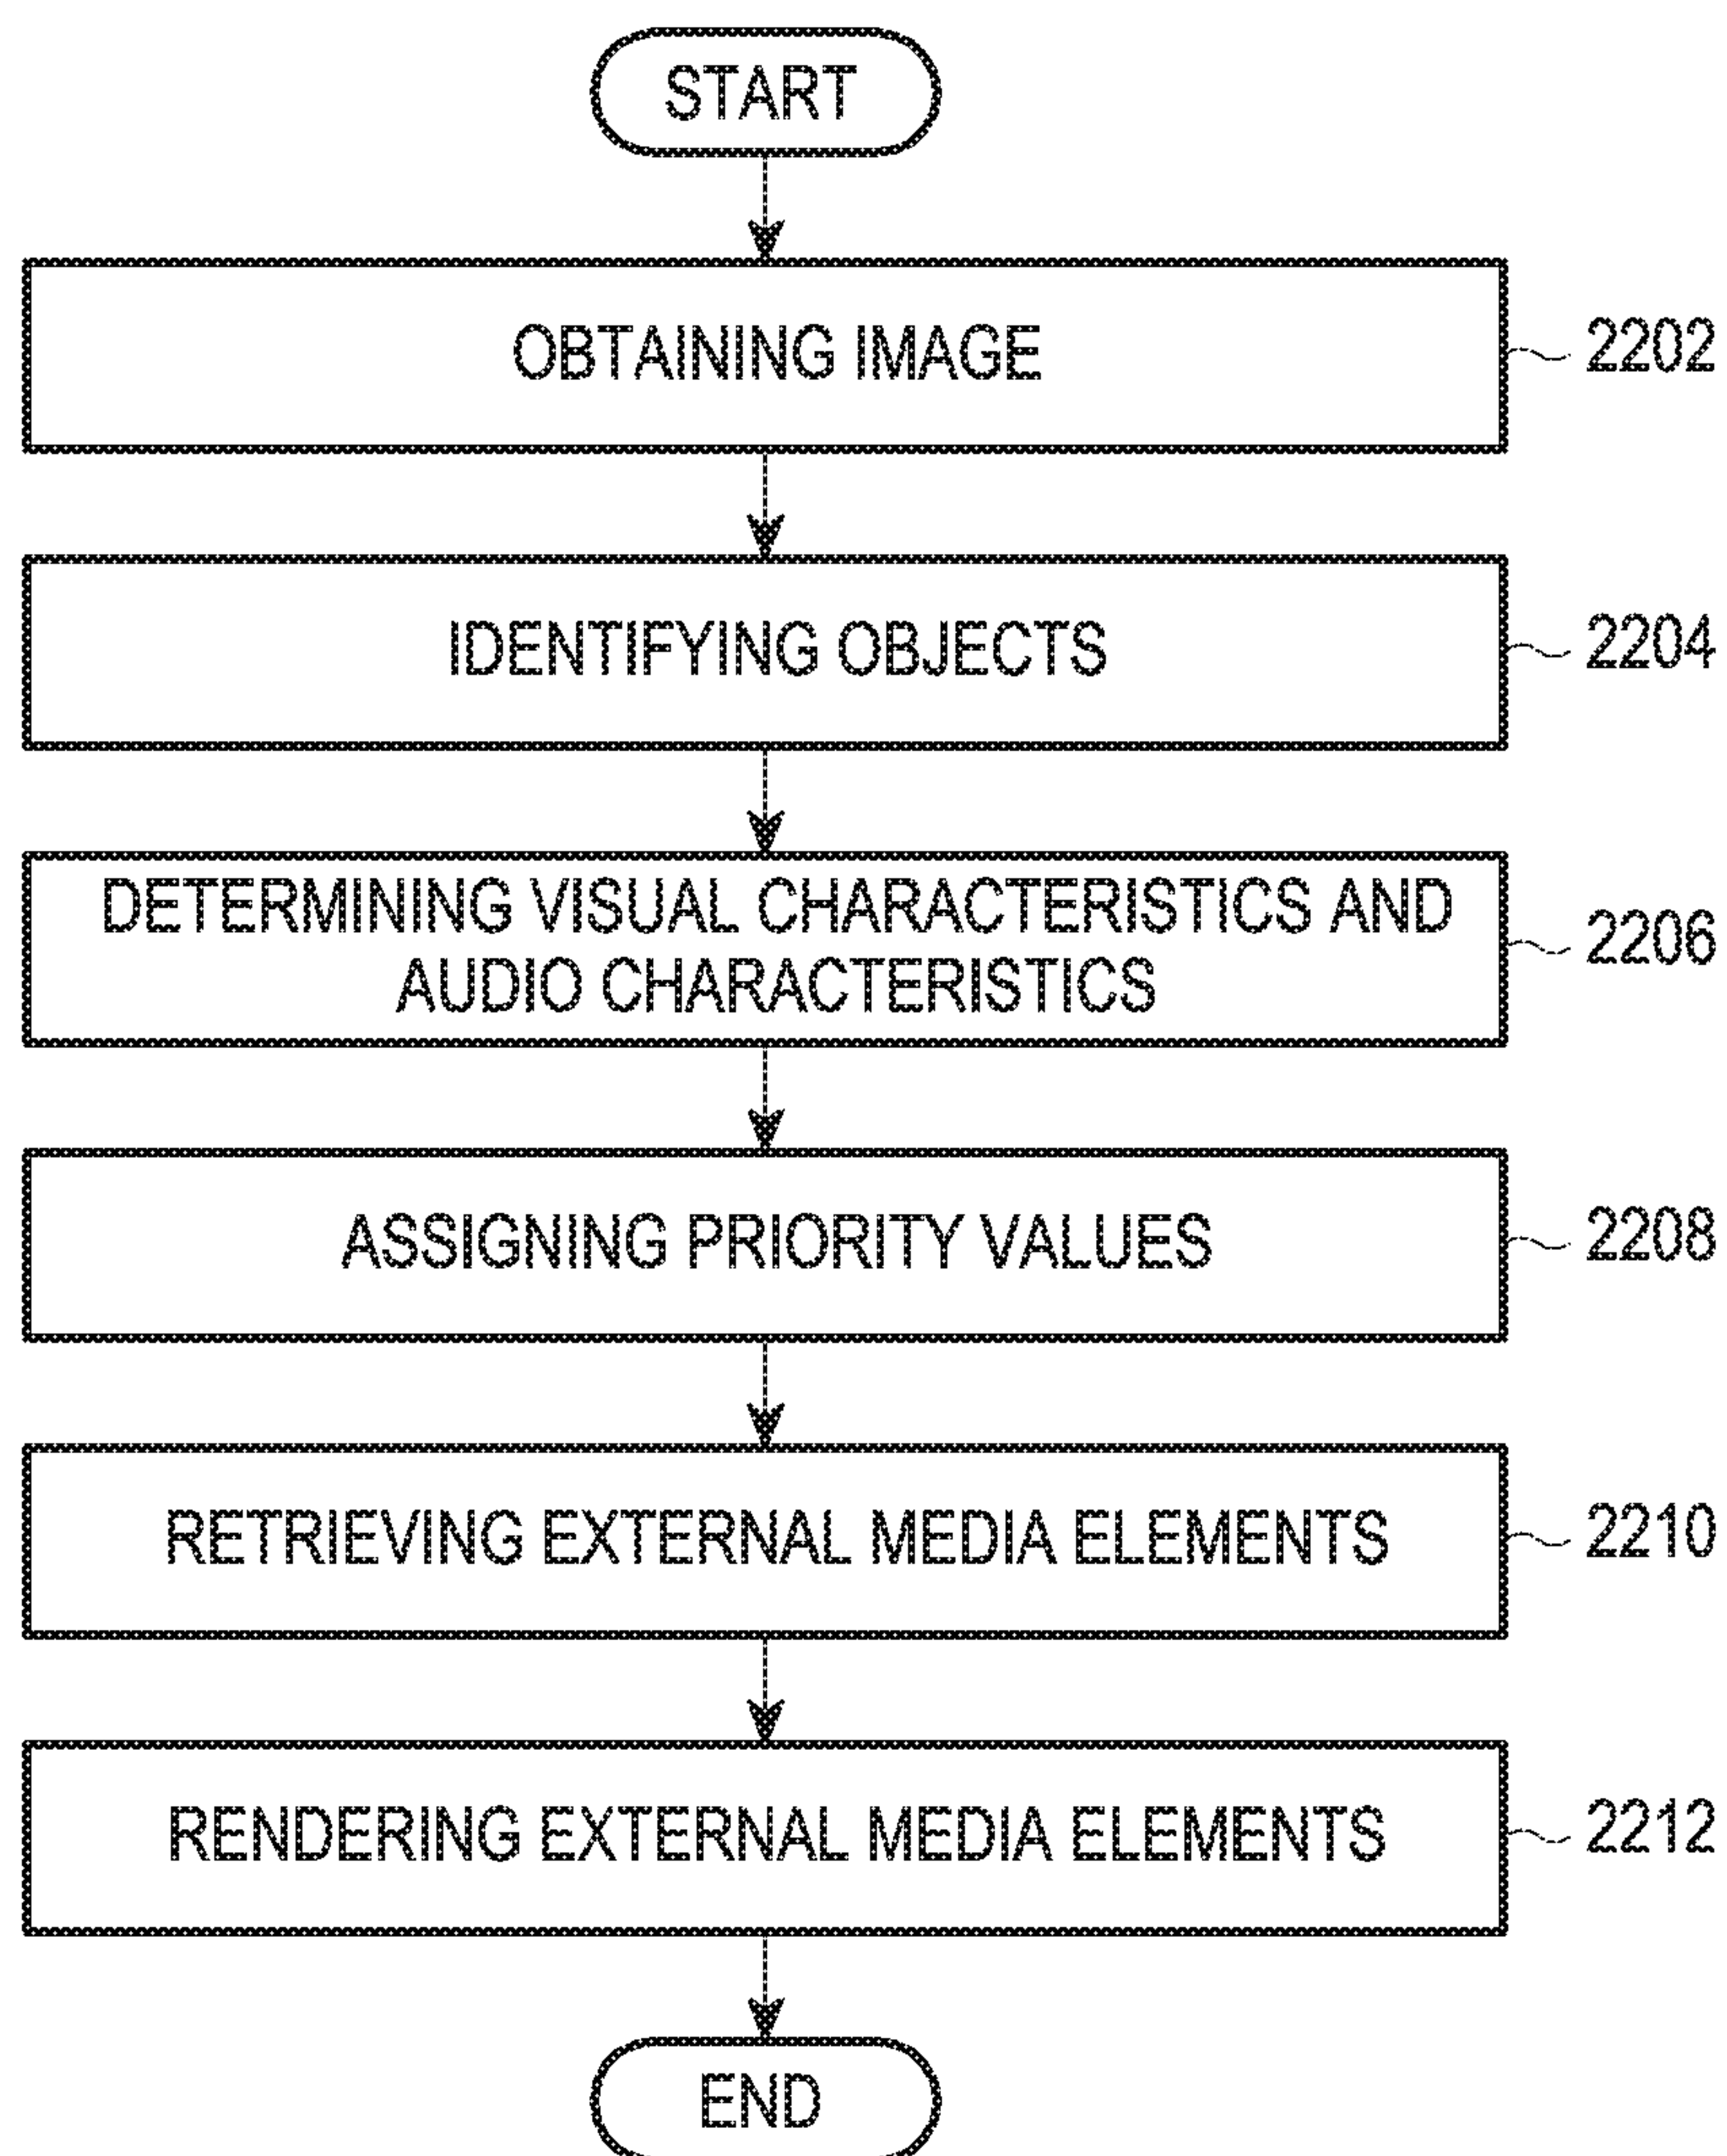 START
OBTAINING IMAGE
2202
IDENTIFYING OBJECTS
2204
DETERMINING VISUAL CHARACTERISTICS AND
AUDIO CHARACTERISTICS
2206
ASSIGNING PRIORITY VALUES
2208
RETRIEVING EXTERNAL MEDIA ELEMENTS
2210
RENDERING EXTERNAL MEDIA ELEMENTS
2212
END